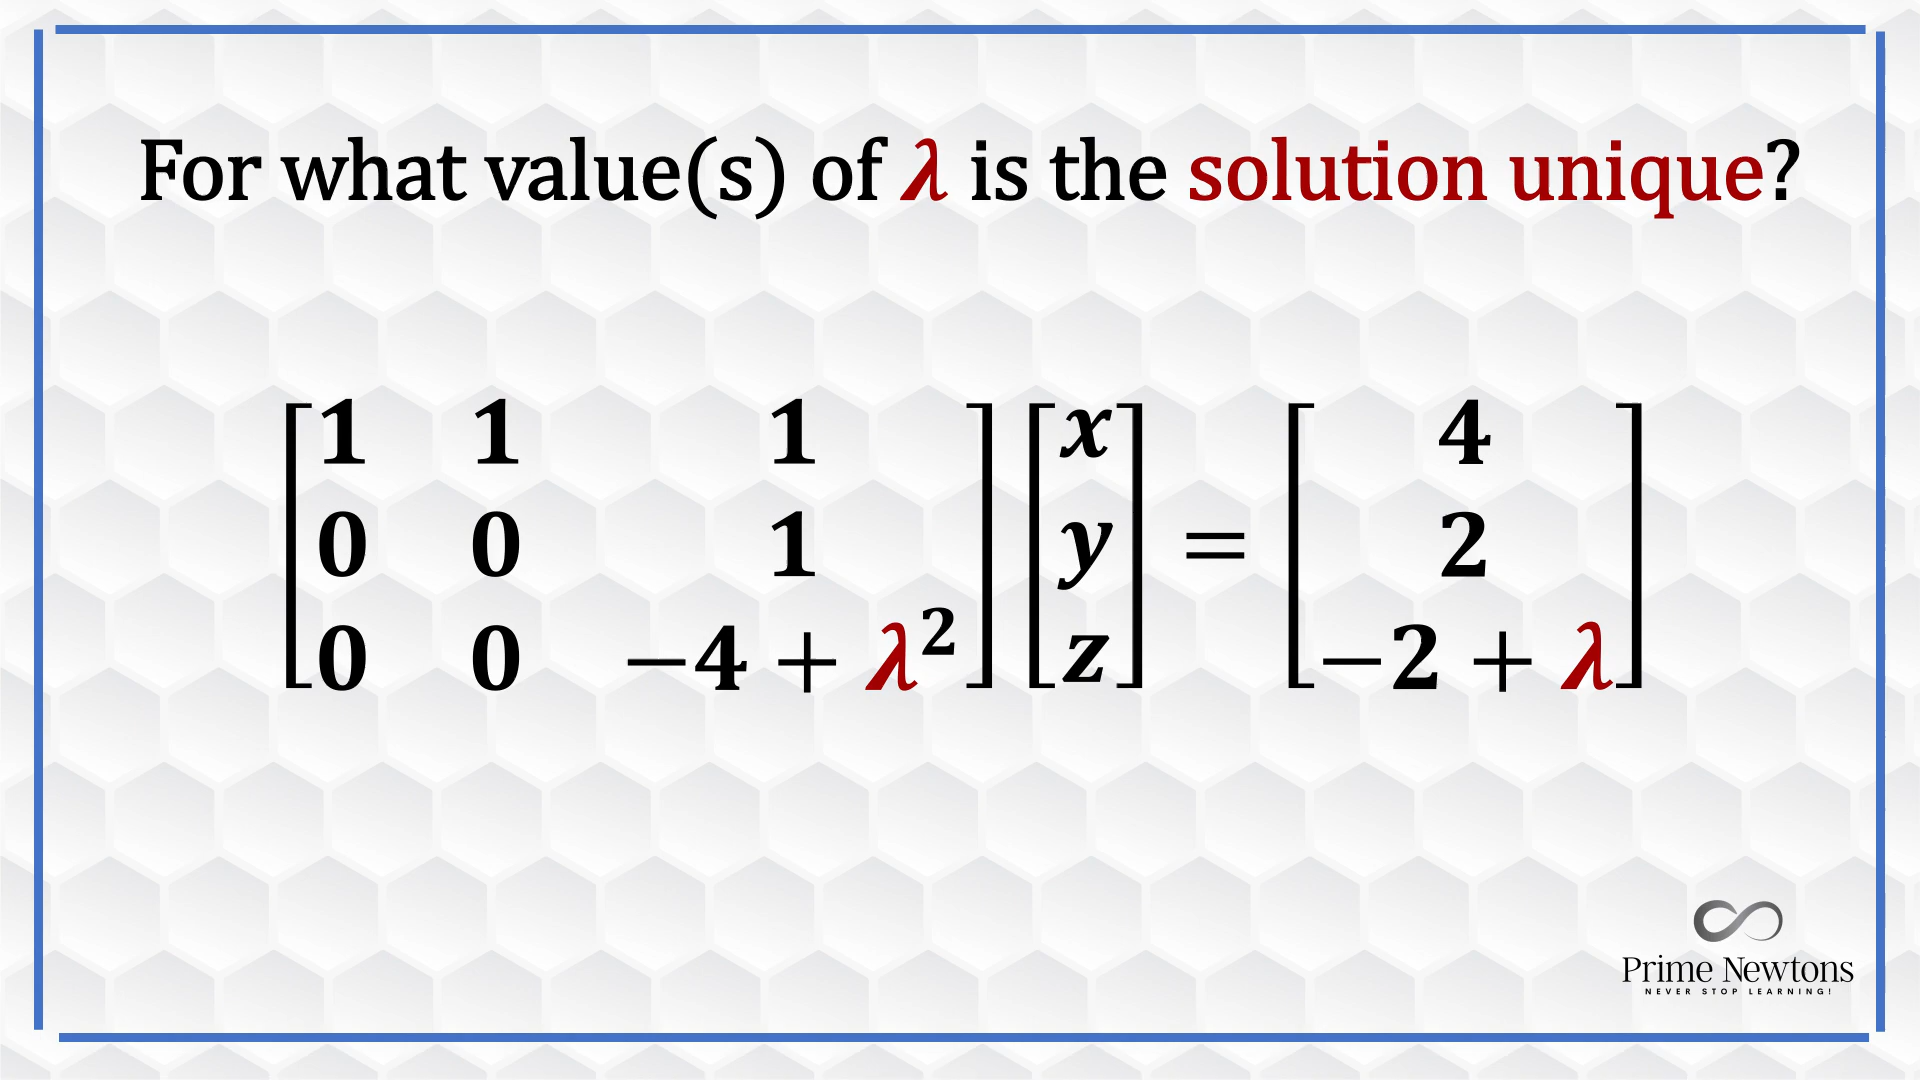 For what value(s) of λ is the solution unique?
1 1 1 x 4
0 0 1 y = 2
0 0 −4 + λ² z −2 + λ
Prime Newtons
NEVER STOP LEARNING!